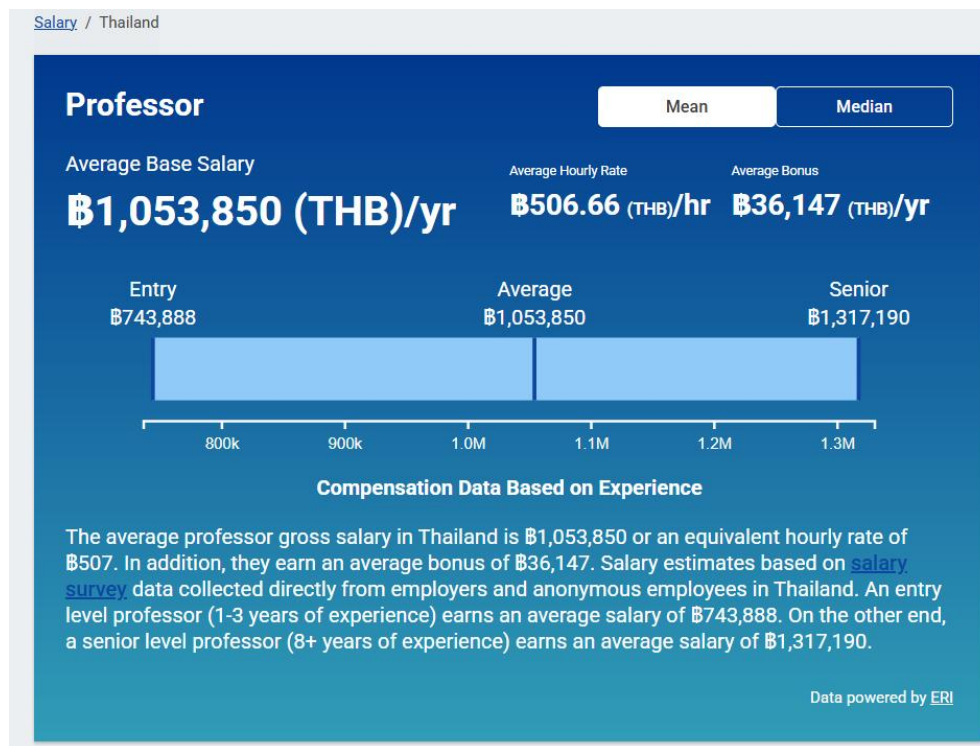 Salary / Thailand
Professor
Mean
Median
Average Base Salary
฿1,053,850 (THB)/yr
Average Hourly Rate
฿506.66 (THB)/hr
Average Bonus
฿36,147 (THB)/yr
Entry
฿743,888
Average
฿1,053,850
Senior
฿1,317,190
800k 900k 1.0M 1.1M 1.2M 1.3M
Compensation Data Based on Experience
The average professor gross salary in Thailand is ฿1,053,850 or an equivalent hourly rate of
฿507. In addition, they earn an average bonus of ฿36,147. Salary estimates based on salary
survey data collected directly from employers and anonymous employees in Thailand. An entry
level professor (1-3 years of experience) earns an average salary of ฿743,888. On the other end,
a senior level professor (8+ years of experience) earns an average salary of ฿1,317,190.
Data powered by ERI